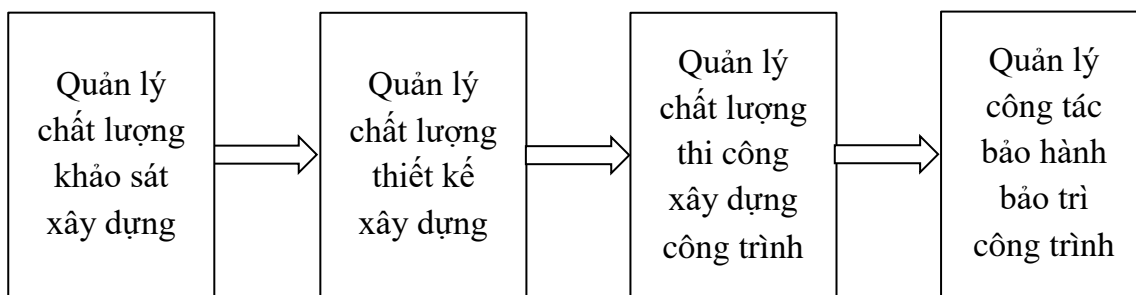 Quản lý
chất lượng
khảo sát
xây dựng
Quản lý
chất lượng
thiết kế
xây dựng
Quản lý
chất lượng
thi công
xây dựng
công trình
Quản lý
công tác
bảo hành
bảo trì
công trình